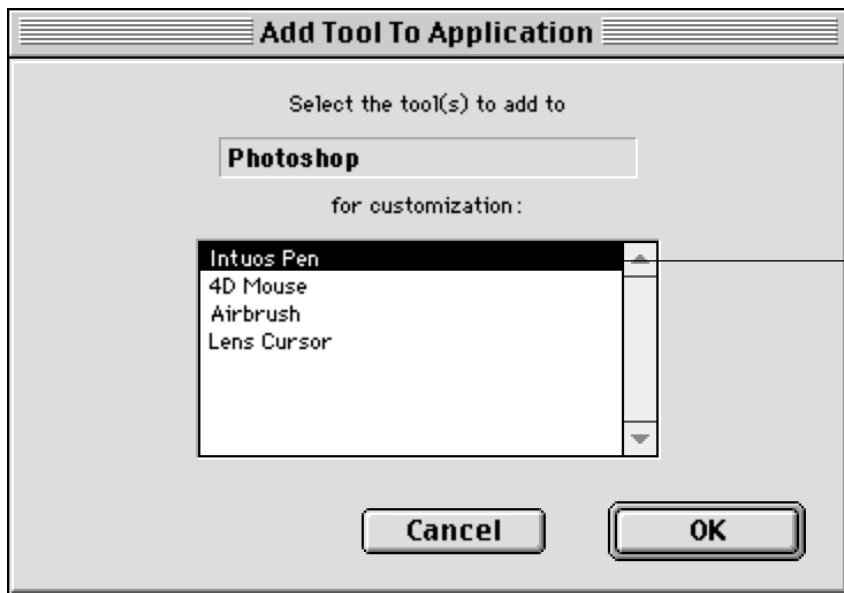 Add Tool To Application
Select the tool(s) to add to
Photoshop
for customization:
Intuos Pen
4D Mouse
Airbrush
Lens Cursor
Cancel OK